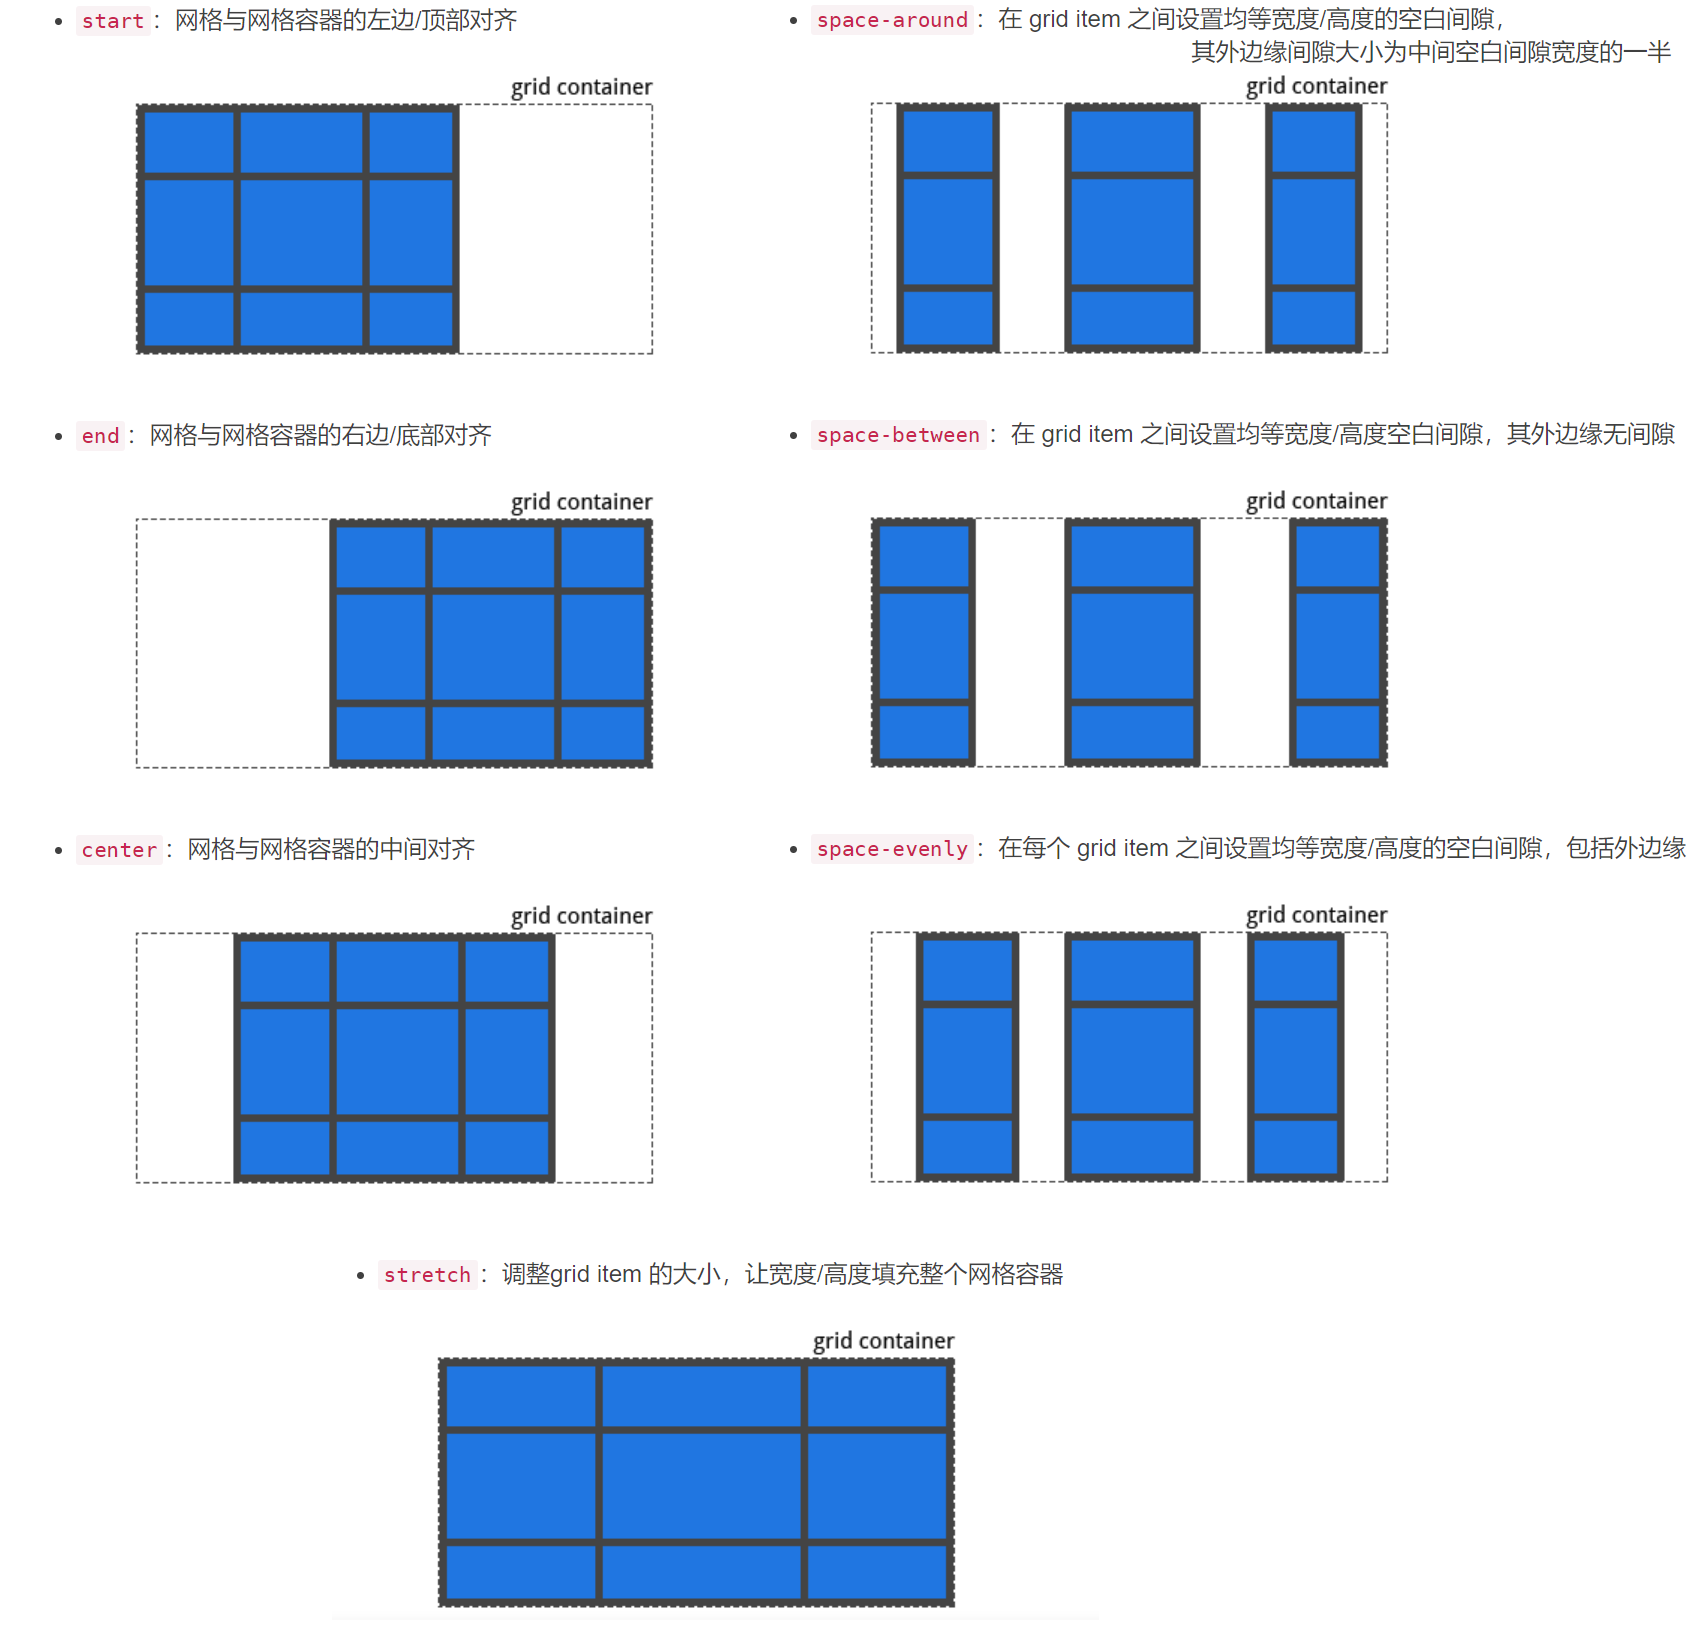 start：网格与网格容器的左边/顶部对齐
grid container
space-around：在 grid item 之间设置均等宽度/高度的空白间隙，
其外边缘间隙大小为中间空白间隙宽度的一半
grid container
end：网格与网格容器的右边/底部对齐
grid container
space-between：在 grid item 之间设置均等宽度/高度空白间隙，其外边缘无间隙
grid container
center：网格与网格容器的中间对齐
grid container
space-evenly：在每个 grid item 之间设置均等宽度/高度的空白间隙，包括外边缘
grid container
stretch：调整grid item 的大小，让宽度/高度填充整个网格容器
grid container